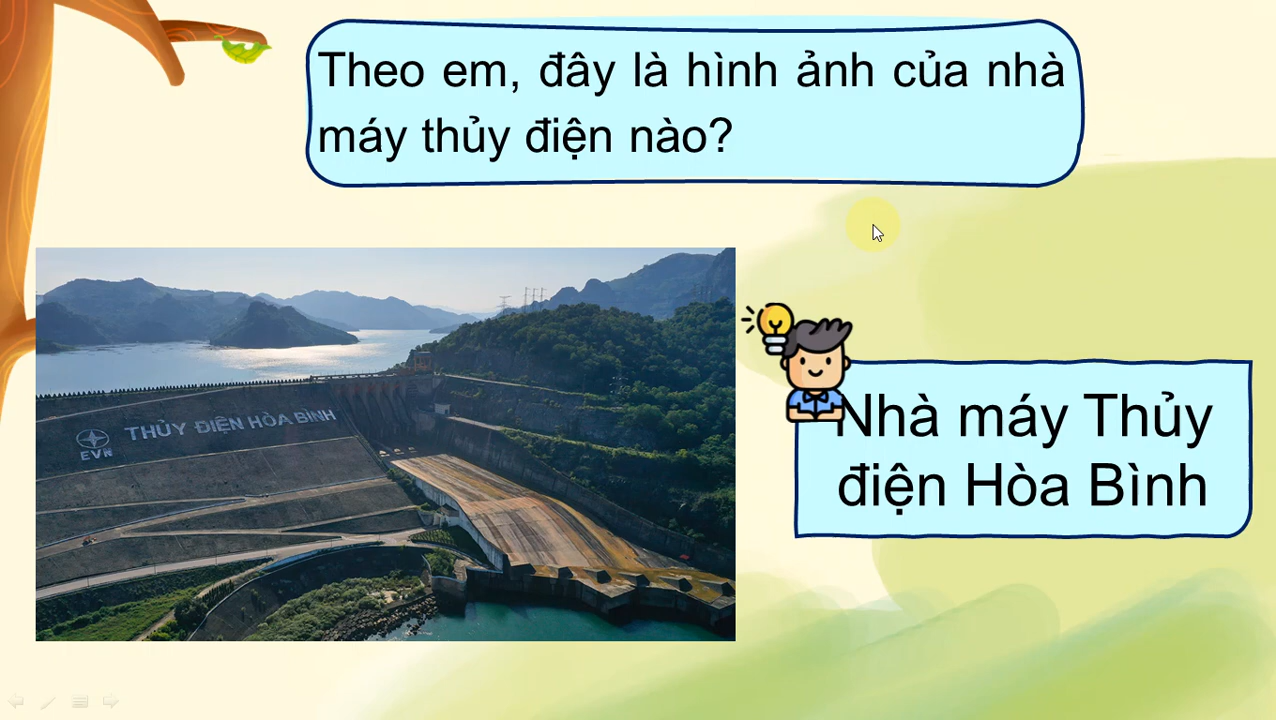 Theo em, đây là hình ảnh của nhà
máy thủy điện nào?
THỦY ĐIỆN HÒA BÌNH
EVN
Nhà máy Thủy
điện Hòa Bình